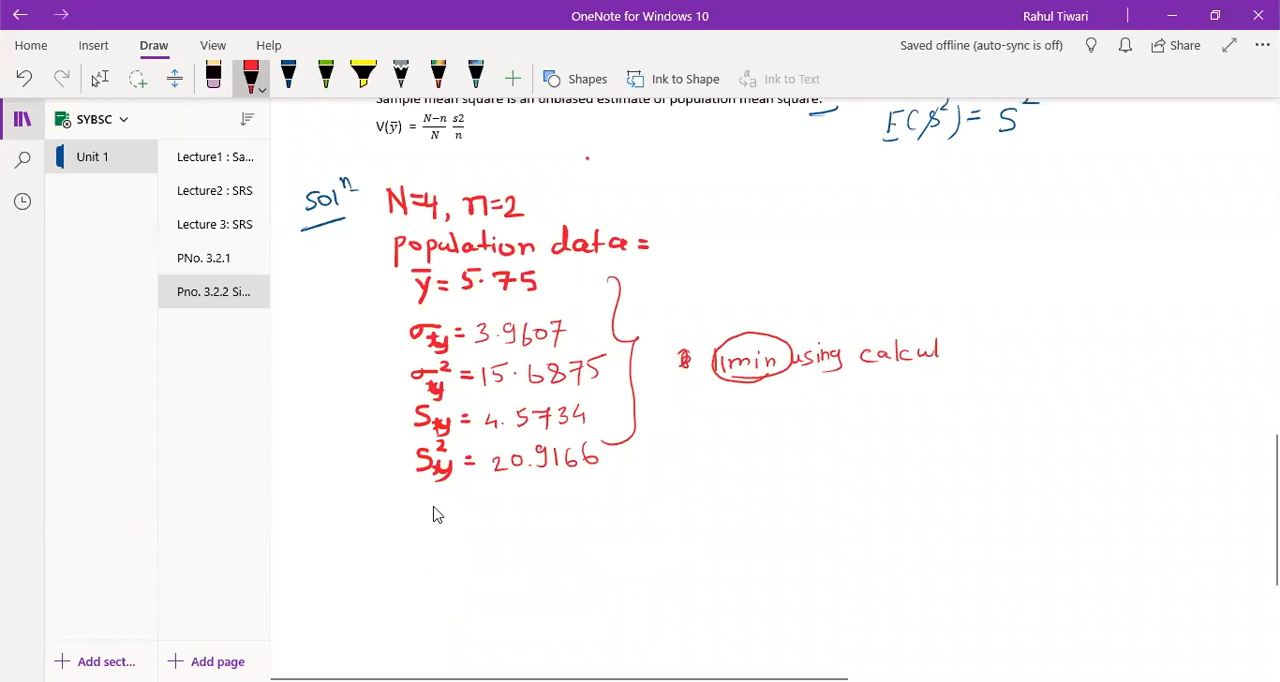 OneNote for Windows 10
Rahul Tiwari
Home Insert Draw View Help
Saved offline (auto-sync is off)
Share
Shapes
Ink to Shape
Ink to Text
SYBSC
Unit 1
Lecture1 : Sa...
Lecture2 : SRS
Lecture 3: SRS
PNo. 3.2.1
Pno. 3.2.2 Si...
Add sect...
Add page
Sample mean square is an unbiased estimate of population mean square.
V(ȳ) = N−n/N s2/n
E(s²) = S²
Solⁿ
N=4, n=2
population data =
ȳ = 5.75
σy = 3.9607
σy² = 15.6875
Sy = 4.5734
Sy² = 20.9166
1min using calcul